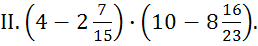 II. (4 − 2 7/15) · (10 − 8 16/23).